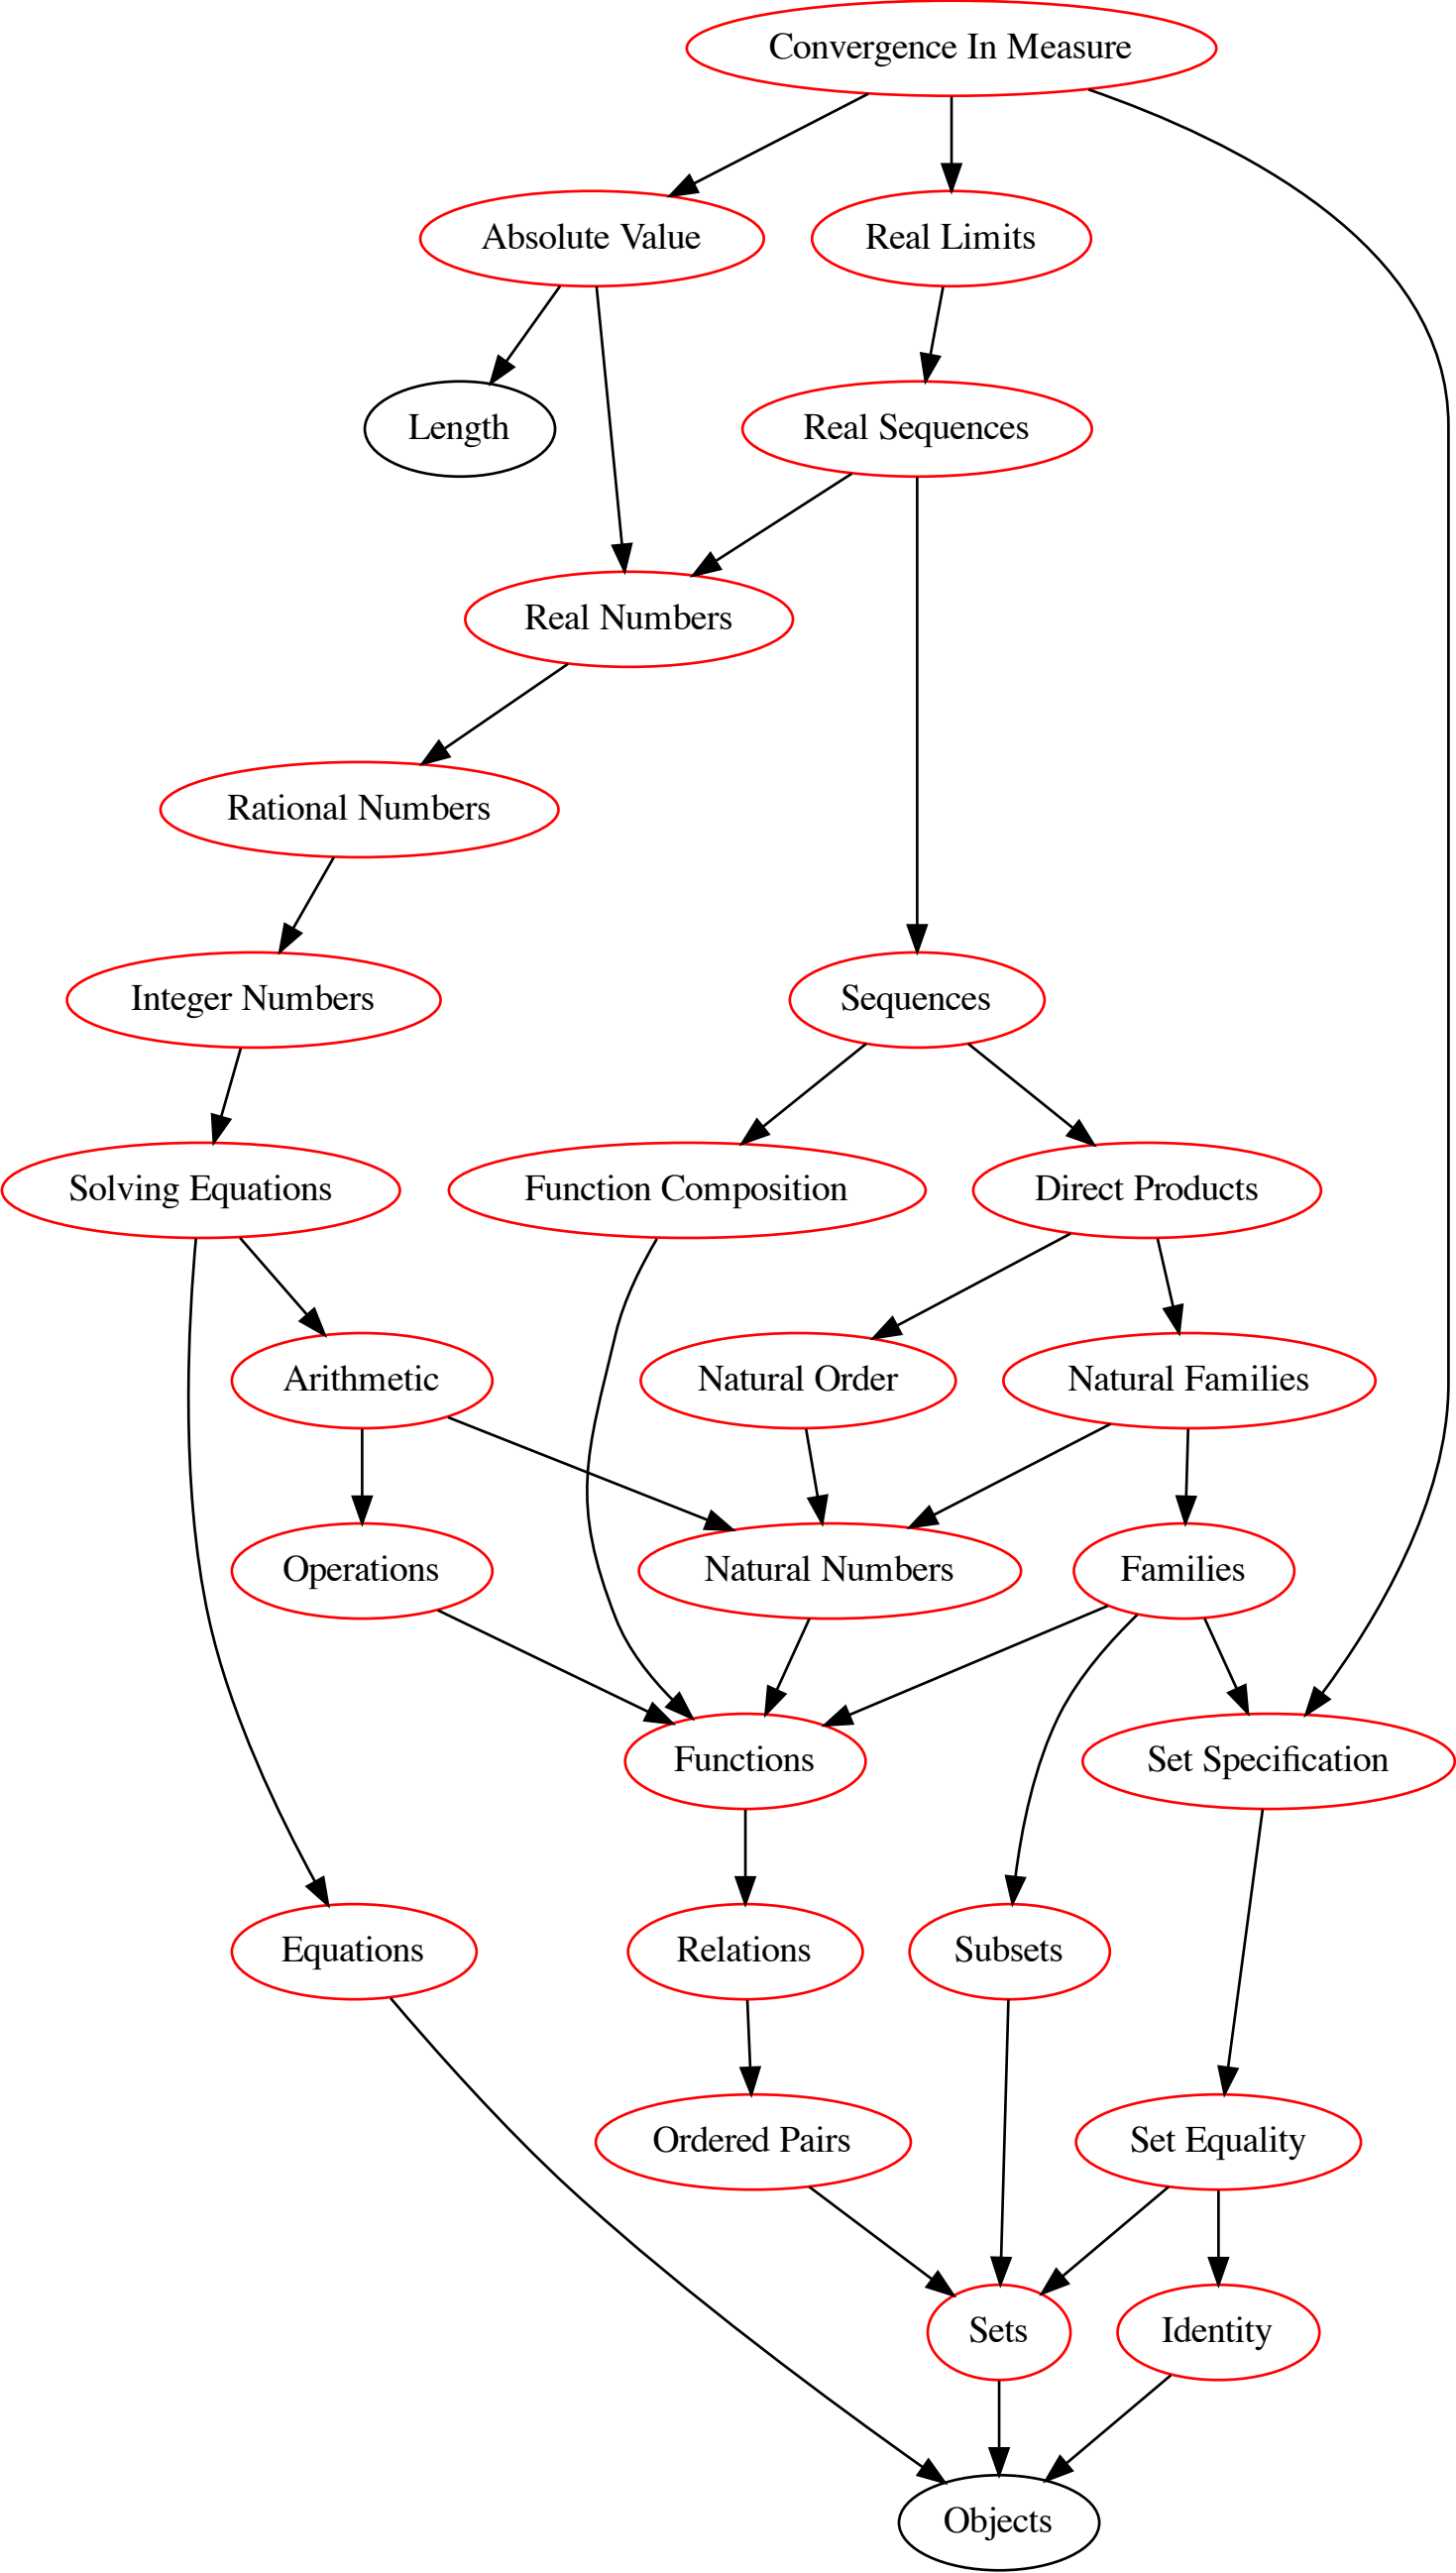 Convergence In Measure
Absolute Value
Real Limits
Length
Real Sequences
Real Numbers
Rational Numbers
Integer Numbers
Sequences
Solving Equations
Function Composition
Direct Products
Arithmetic
Natural Order
Natural Families
Operations
Natural Numbers
Families
Functions
Set Specification
Equations
Relations
Subsets
Ordered Pairs
Set Equality
Sets
Identity
Objects